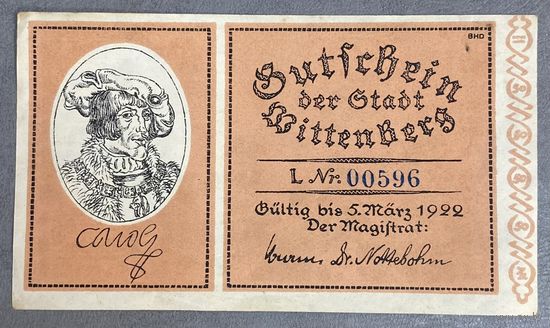 BHD
Gutschein
der Stadt
Wittenberg
L Nr. 00596
Gültig bis 5. März 1922
Der Magistrat:
Dr. Nottebohm